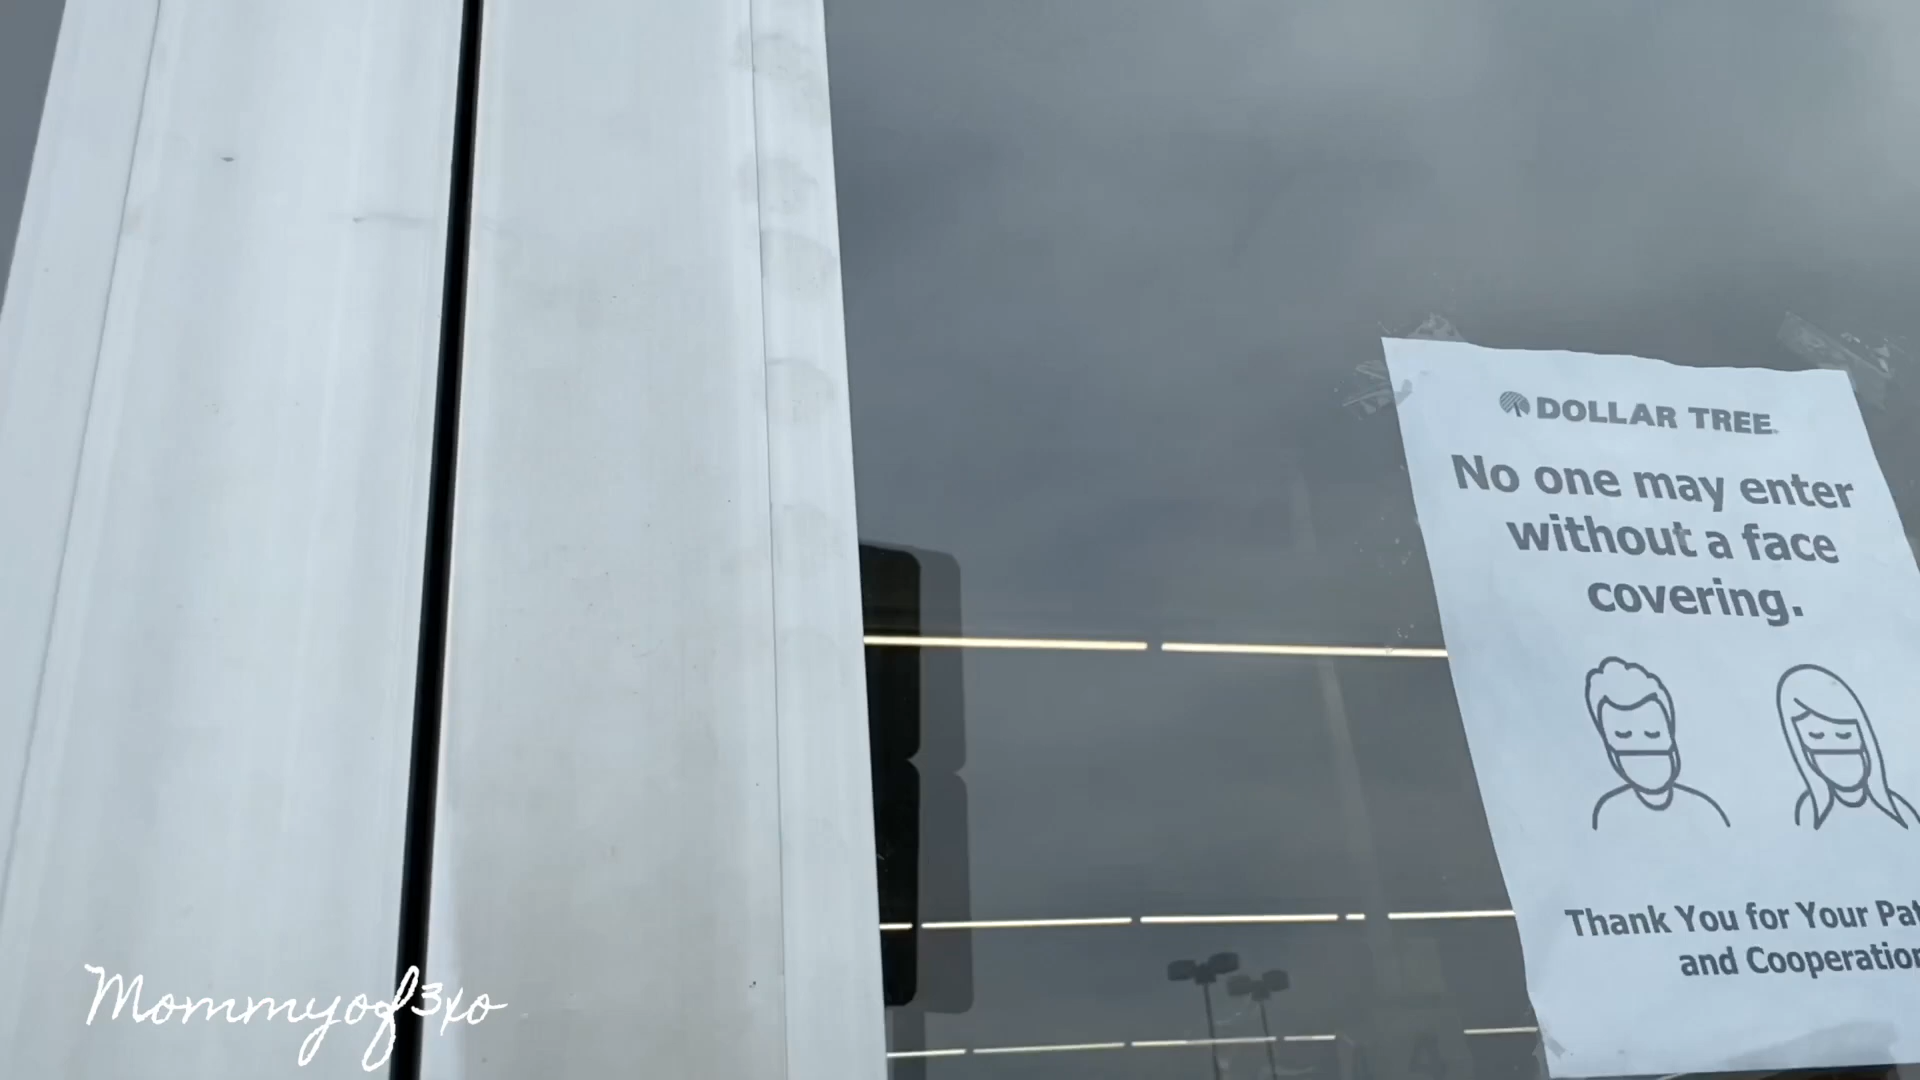 DOLLAR TREE
No one may enter
without a face
covering.
Thank You for Your
and Cooperation
Mommyof3xo